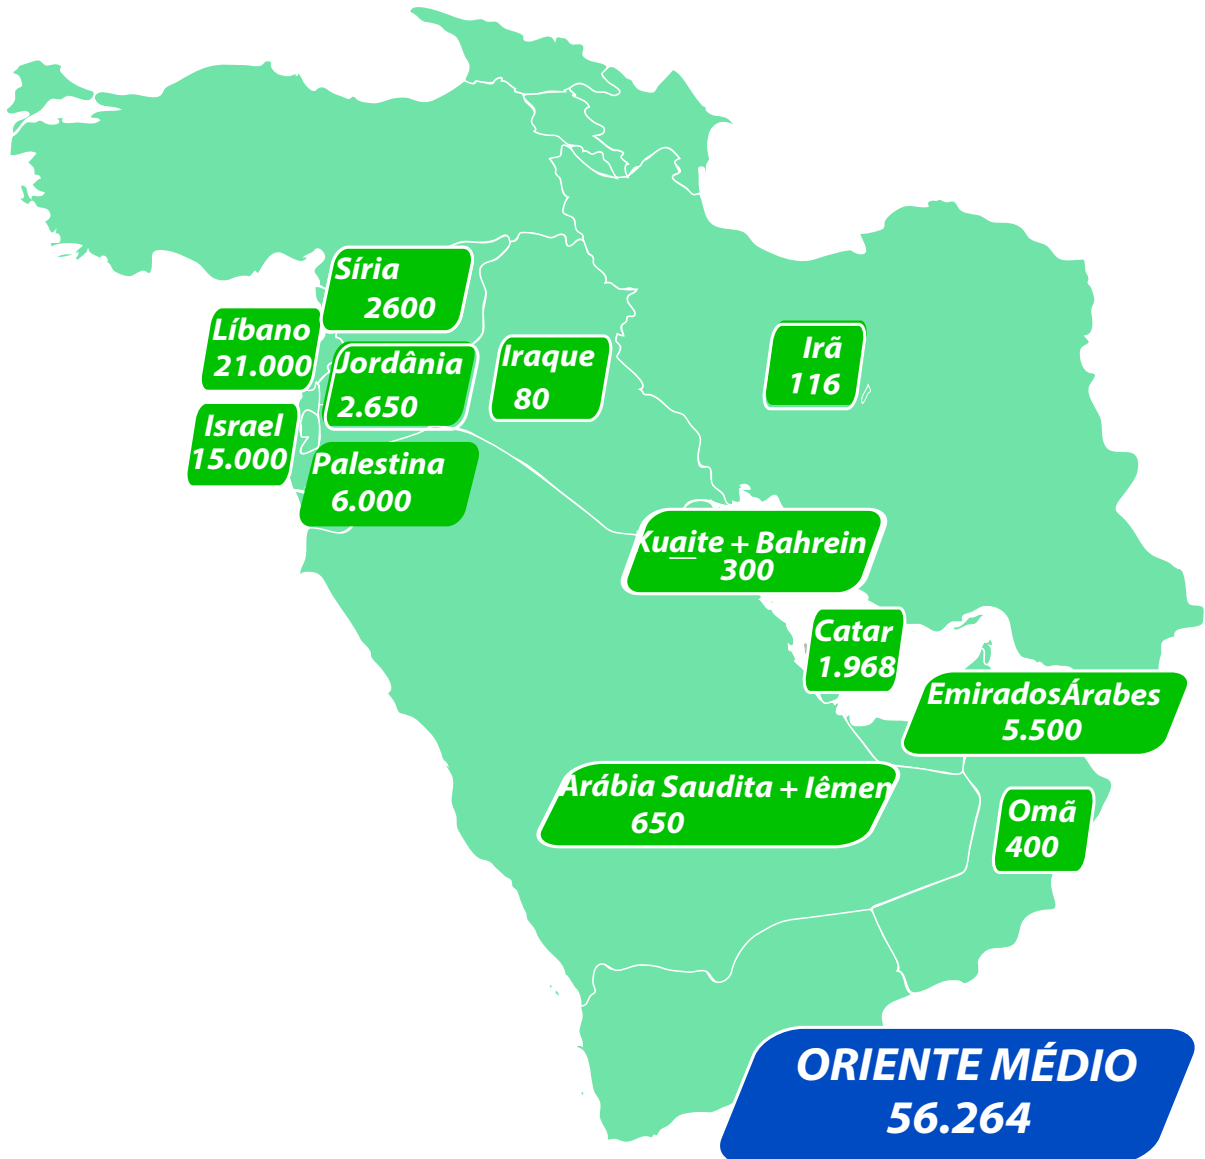 Síria
2600
Líbano
21.000
Jordânia
2.650
Iraque
80
Irã
116
Israel
15.000
Palestina
6.000
Kuaite + Bahrein
300
Catar
1.968
EmiradosÁrabes
5.500
Arábia Saudita + Iêmen
650
Omã
400
ORIENTE MÉDIO
56.264